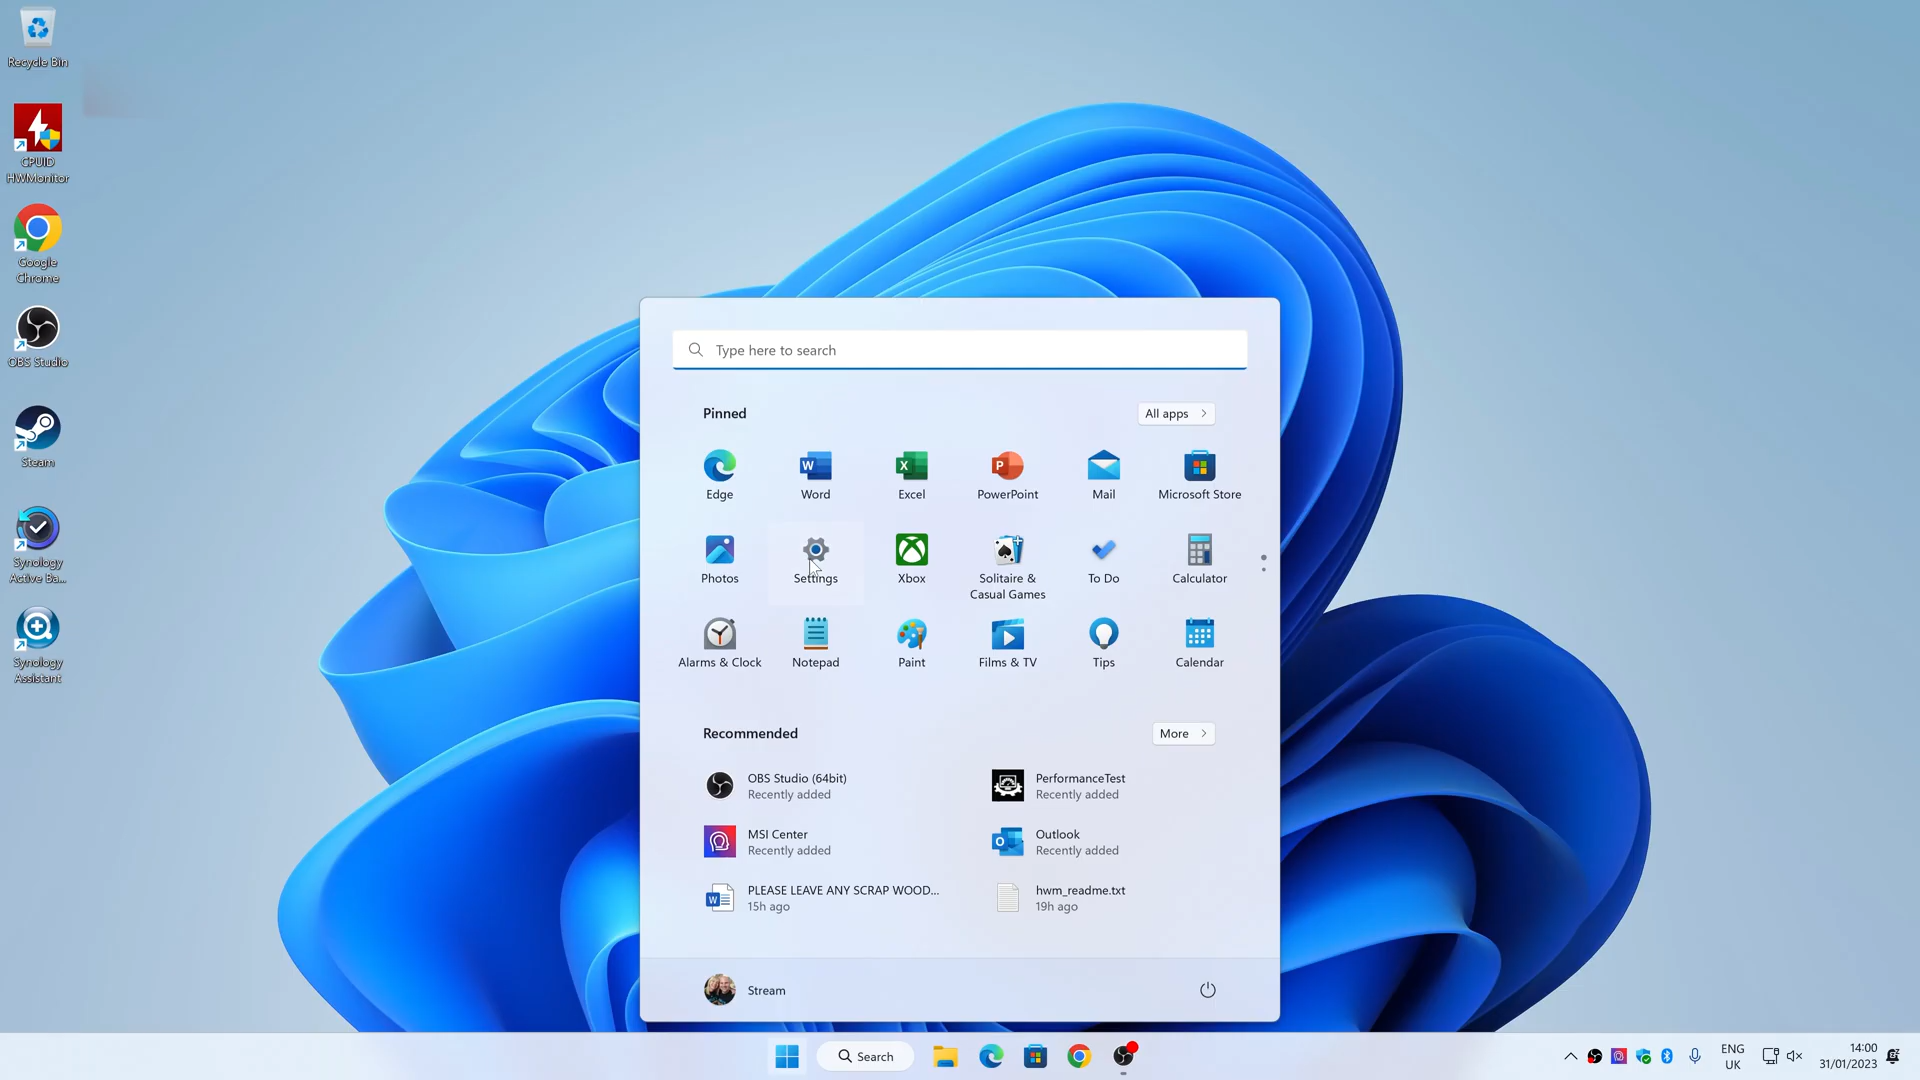 Recycle Bin
CPUID
HWMonitor
Google
Chrome
OBS Studio
Steam
Synology
Active Ba...
Synology
Assistant
Type here to search
Pinned
All apps
Edge
Word
Excel
PowerPoint
Mail
Microsoft Store
Photos
Settings
Xbox
Solitaire &
Casual Games
To Do
Calculator
Alarms & Clock
Notepad
Paint
Films & TV
Tips
Calendar
Recommended
More
OBS Studio (64bit)
Recently added
PerformanceTest
Recently added
MSI Center
Recently added
Outlook
Recently added
PLEASE LEAVE ANY SCRAP WOOD...
15h ago
hwm_readme.txt
19h ago
Stream
Search
ENG
UK
14:00
31/01/2023